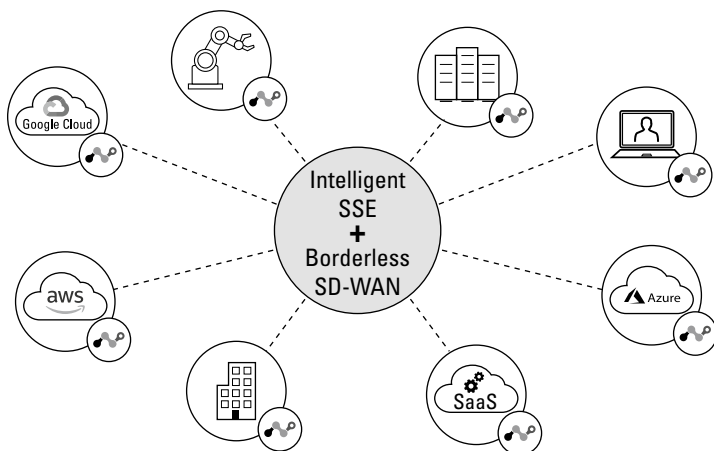 Google Cloud
Intelligent
SSE
+
Borderless
SD-WAN
aws
Azure
SaaS